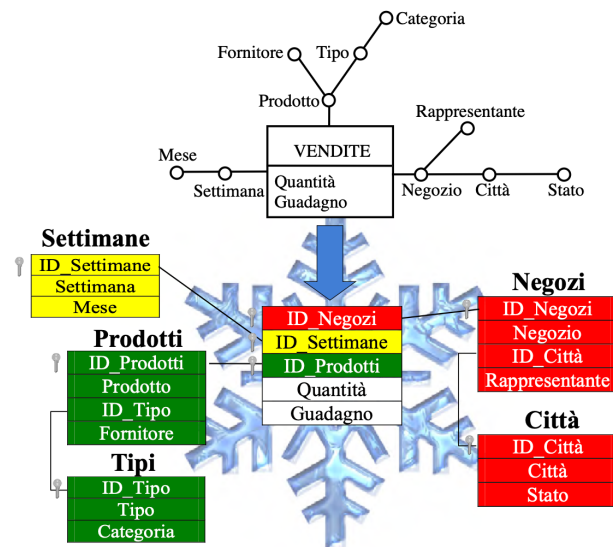 Categoria
Fornitore
Tipo
Prodotto
Rappresentante
VENDITE
Mese
Settimana
Quantità
Guadagno
Negozio
Città
Stato
Settimane
ID_Settimane
Settimana
Mese
Prodotti
ID_Prodotti
Prodotto
ID_Tipo
Fornitore
Tipi
ID_Tipo
Tipo
Categoria
ID_Negozi
ID_Settimane
ID_Prodotti
Quantità
Guadagno
Negozi
ID_Negozi
Negozio
ID_Città
Rappresentante
Città
ID_Città
Città
Stato